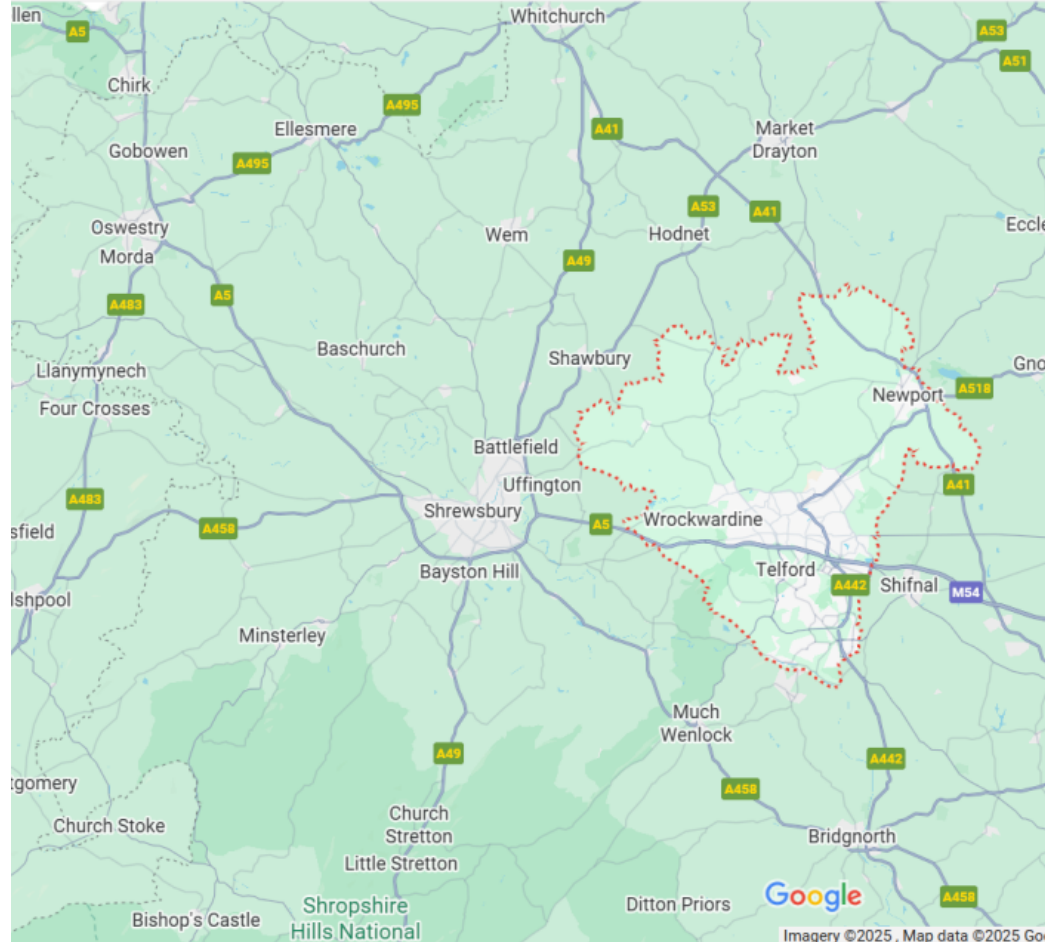 llen
A5
Whitchurch
A53
A51
Chirk
A495
Ellesmere
A41
Market
Drayton
Gobowen
A495
Oswestry
A53
A41
Wem
Hodnet
Eccle
Morda
A49
A483
A5
Baschurch
Shawbury
Llanymynech
Gno
A518
Newport
Four Crosses
Battlefield
Uffington
A41
A483
Shrewsbury
Wrockwardine
A458
A5
sfield
Bayston Hill
Telford
A442
Shifnal
M54
lshpool
Minsterley
Much
Wenlock
A49
A442
tgomery
A458
Church
Stretton
Church Stoke
Bridgnorth
Little Stretton
Google
A458
Shropshire
Hills National
Ditton Priors
Bishop's Castle
Imagery ©2025 , Map data ©2025 Goo